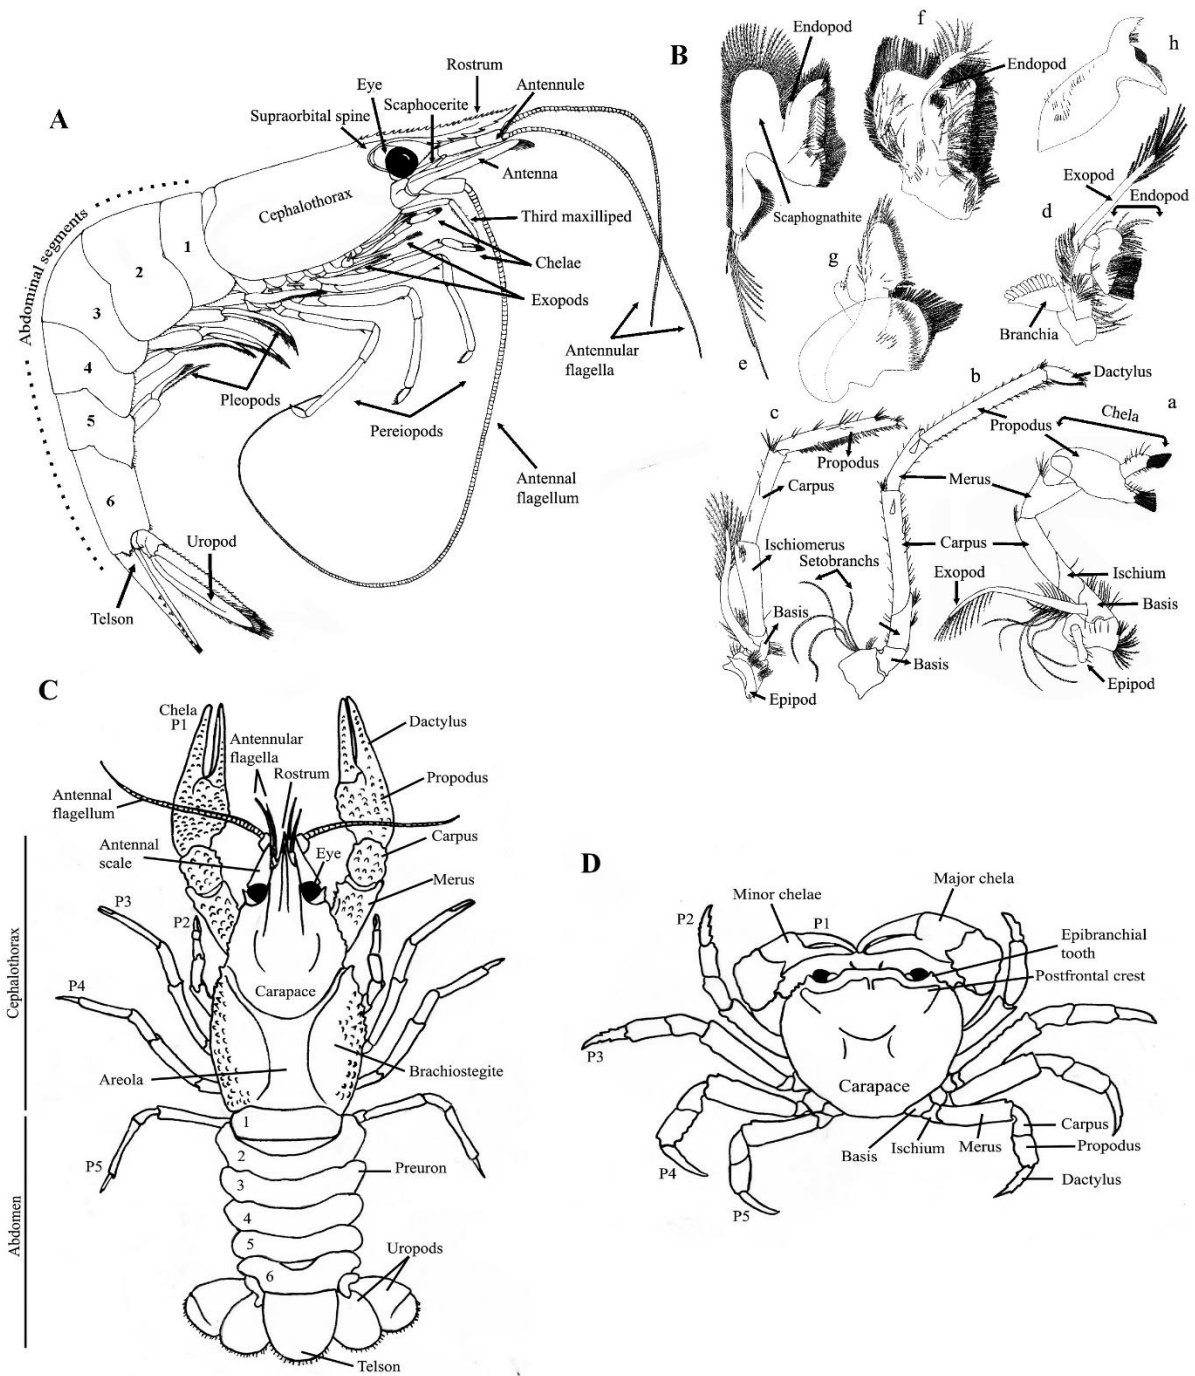 A
Rostrum
Eye
Scaphocerite
Antennule
Supraorbital spine
Antenna
Cephalothorax
Third maxilliped
Chelae
Exopods
Abdominal segments
1
2
3
4
5
6
Pleopods
Pereiopods
Antennular
flagella
Antennal
flagellum
Uropod
Telson
B
Endopod
f
Endopod
h
Scaphognathite
Exopod
Endopod
d
g
Branchia
e
b
Dactylus
a
Chela
c
Propodus
Propodus
Merus
Carpus
Ischiomerus
Carpus
Setobranchs
Exopod
Ischium
Basis
Basis
Basis
Epipod
Epipod
C
Chela
P1
Dactylus
Antennular
flagella
Rostrum
Propodus
Antennal
flagellum
Antennal
scale
Eye
Carpus
Merus
P3
P2
Cephalothorax
Carapace
P4
Areola
Brachiostegite
1
2
P5
3
Preuron
4
5
6
Uropods
Abdomen
Telson
D
Major chela
Minor chelae
P2
P1
Epibranchial
tooth
Postfrontal crest
P3
Carapace
Carpus
Ischium
Merus
Propodus
Basis
P4
Dactylus
P5